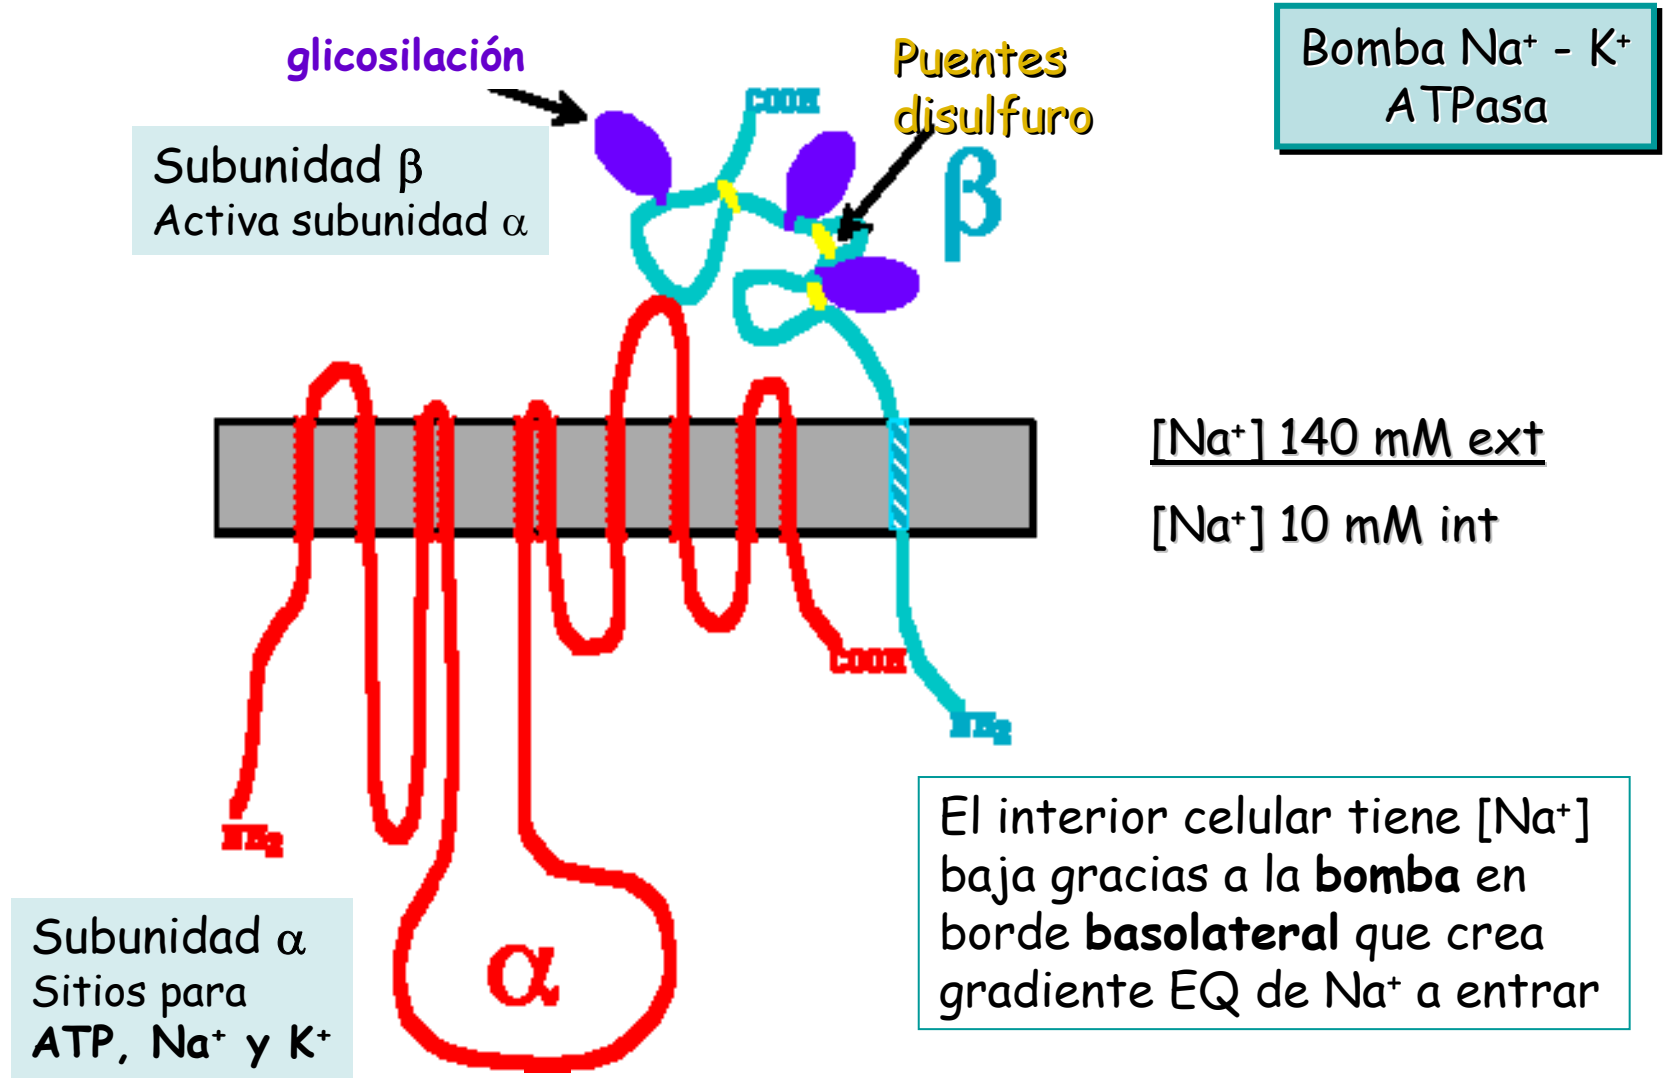 glicosilación
Puentes
disulfuro
Bomba Na⁺ - K⁺
ATPasa
COOH
Subunidad β
Activa subunidad α
β
[Na⁺] 140 mM ext
[Na⁺] 10 mM int
COOH
NH₂
NH₂
El interior celular tiene [Na⁺]
baja gracias a la bomba en
borde basolateral que crea
gradiente EQ de Na⁺ a entrar
Subunidad α
Sitios para
ATP, Na⁺ y K⁺
α